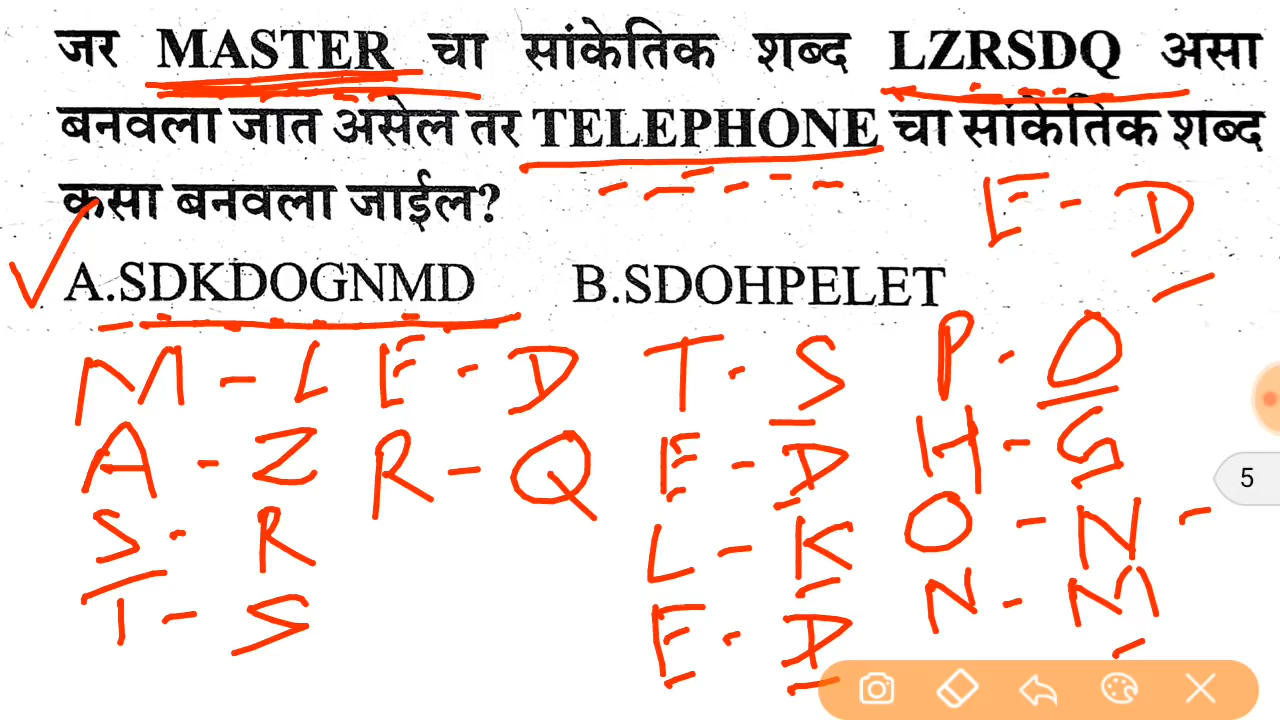 जर MASTER चा सांकेतिक शब्द LZRSDQ असा
बनवला जात असेल तर TELEPHONE चा सांकेतिक शब्द
कसा बनवला जाईल?
E - D
A.SDKDOGNMD B.SDOHPELET
M - L E - D T - S P - O
A - Z R - Q E - D H - G
S - R L - K O - N -
T - S E - D N - M
5